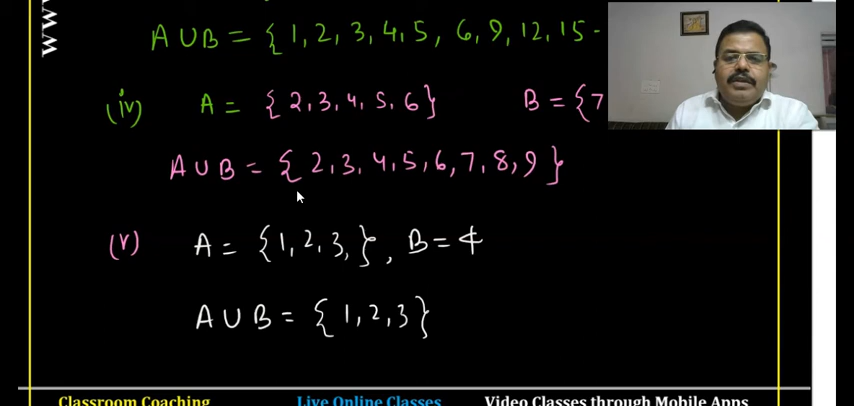 A ∪ B = { 1, 2, 3, 4, 5, 6, 9, 12, 15 -
(iv) A = { 2, 3, 4, 5, 6 } B = { 7
A ∪ B = { 2, 3, 4, 5, 6, 7, 8, 9 }
(v) A = { 1, 2, 3, } , B = ϕ
A ∪ B = { 1, 2, 3 }
Classroom Coaching Live Online Classes Video Classes through Mobile Apps